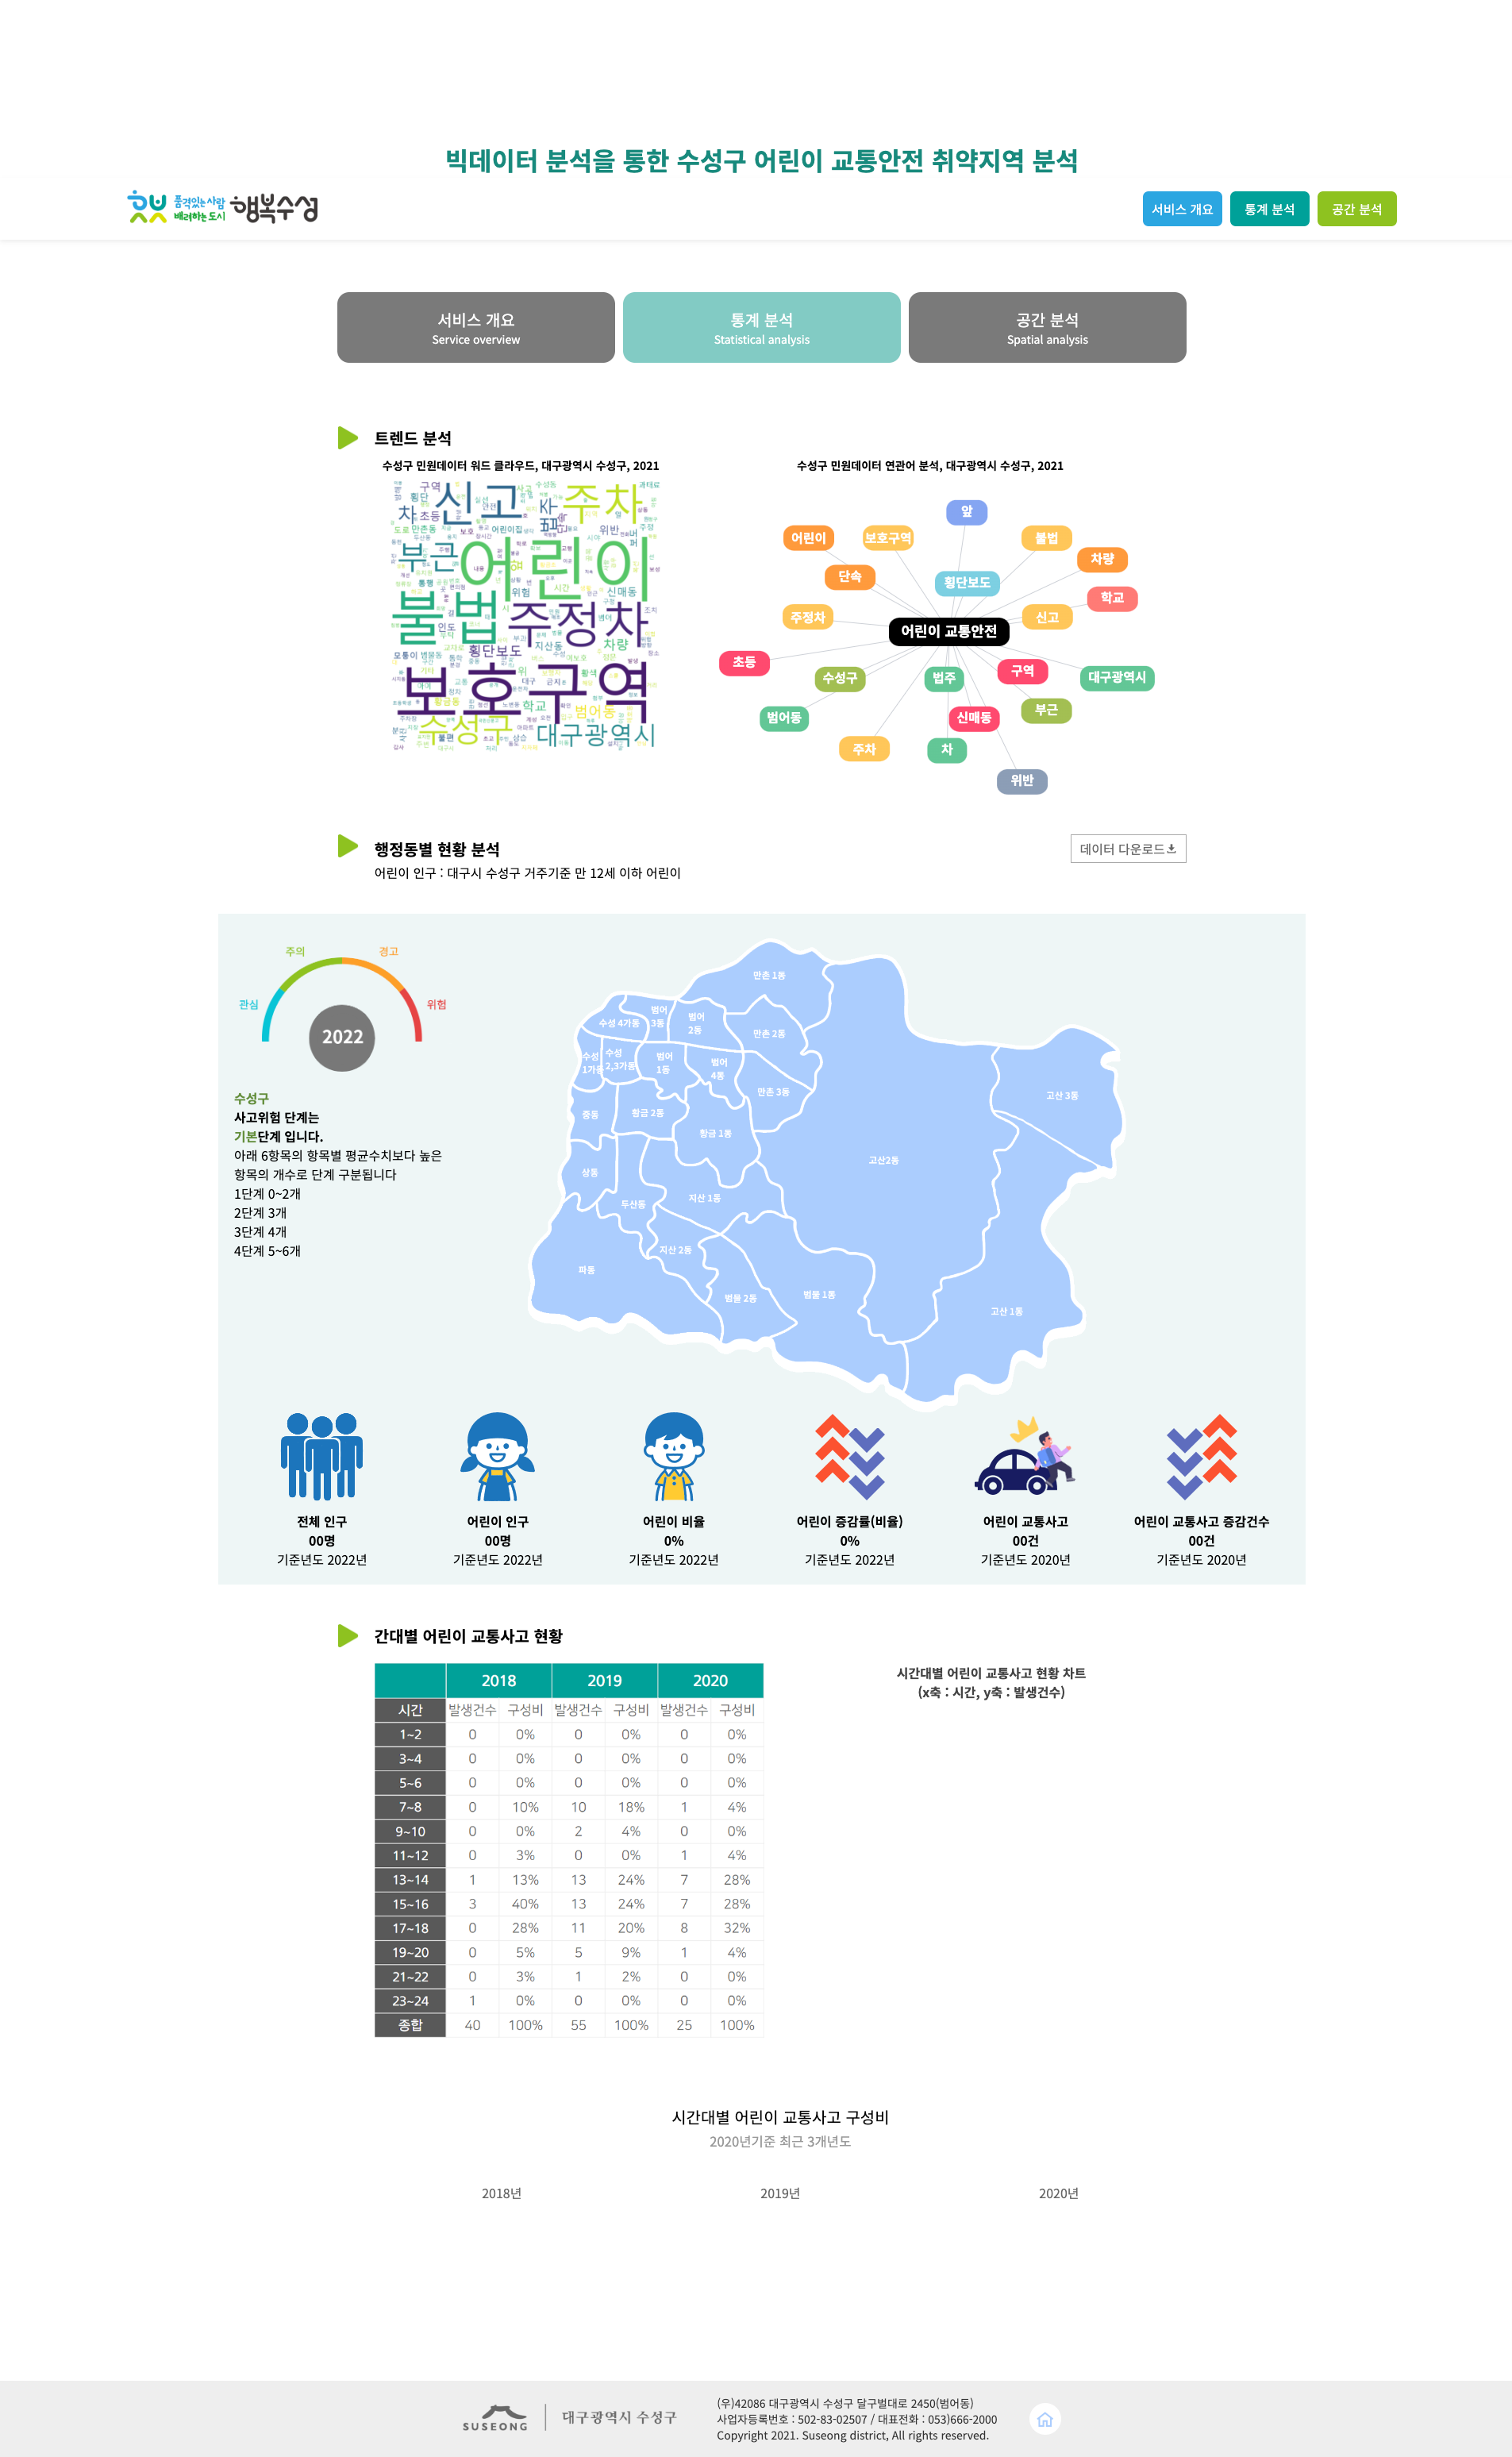 빅데이터 분석을 통한 수성구 어린이 교통안전 취약지역 분석
품격있는사람
배려하는도시
행복수성
서비스 개요
통계 분석
공간 분석
서비스 개요
Service overview
통계 분석
Statistical analysis
공간 분석
Spatial analysis
트렌드 분석
수성구 민원데이터 워드 클라우드, 대구광역시 수성구, 2021
구역
신고
주차
횡단
안전
차
초등
도로
만촌동
어린이집
위반
부근
어린이
통행
위험
시간
신매동
불법
주정차
인도
횡단보도
지산동
차량
모퉁이
범물동
보호구역
학교
범어동
수성구
대구광역시
불편
수성구 민원데이터 연관어 분석, 대구광역시 수성구, 2021
앞
어린이
보호구역
불법
차량
단속
횡단보도
학교
주정차
신고
어린이 교통안전
초등
수성구
법주
구역
대구광역시
범어동
신매동
부근
주차
차
위반
행정동별 현황 분석
데이터 다운로드
어린이 인구 : 대구시 수성구 거주기준 만 12세 이하 어린이
주의
경고
관심
위험
2022
수성구
사고위험 단계는
기본단계 입니다.
아래 6항목의 항목별 평균수치보다 높은
항목의 개수로 단계 구분됩니다
1단계 0~2개
2단계 3개
3단계 4개
4단계 5~6개
만촌 1동
수성 4가동
범어
3동
범어
2동
만촌 2동
수성
1가동
수성
2,3가동
범어
1동
범어
4동
만촌 3동
고산 3동
중동
황금 2동
황금 1동
고산2동
상동
두산동
지산 1동
지산 2동
파동
범물 2동
범물 1동
고산 1동
전체 인구
00명
기준년도 2022년
어린이 인구
00명
기준년도 2022년
어린이 비율
0%
기준년도 2022년
어린이 증감률(비율)
0%
기준년도 2022년
어린이 교통사고
00건
기준년도 2020년
어린이 교통사고 증감건수
00건
기준년도 2020년
간대별 어린이 교통사고 현황
2018 2019 2020
시간 발생건수 구성비 발생건수 구성비 발생건수 구성비
1~2 0 0% 0 0% 0 0%
3~4 0 0% 0 0% 0 0%
5~6 0 0% 0 0% 0 0%
7~8 0 10% 10 18% 1 4%
9~10 0 0% 2 4% 0 0%
11~12 0 3% 0 0% 1 4%
13~14 1 13% 13 24% 7 28%
15~16 3 40% 13 24% 7 28%
17~18 0 28% 11 20% 8 32%
19~20 0 5% 5 9% 1 4%
21~22 0 3% 1 2% 0 0%
23~24 1 0% 0 0% 0 0%
종합 40 100% 55 100% 25 100%
시간대별 어린이 교통사고 현황 차트
(x축 : 시간, y축 : 발생건수)
시간대별 어린이 교통사고 구성비
2020년기준 최근 3개년도
2018년
2019년
2020년
SUSEONG
대구광역시 수성구
(우)42086 대구광역시 수성구 달구벌대로 2450(범어동)
사업자등록번호 : 502-83-02507 / 대표전화 : 053)666-2000
Copyright 2021. Suseong district, All rights reserved.